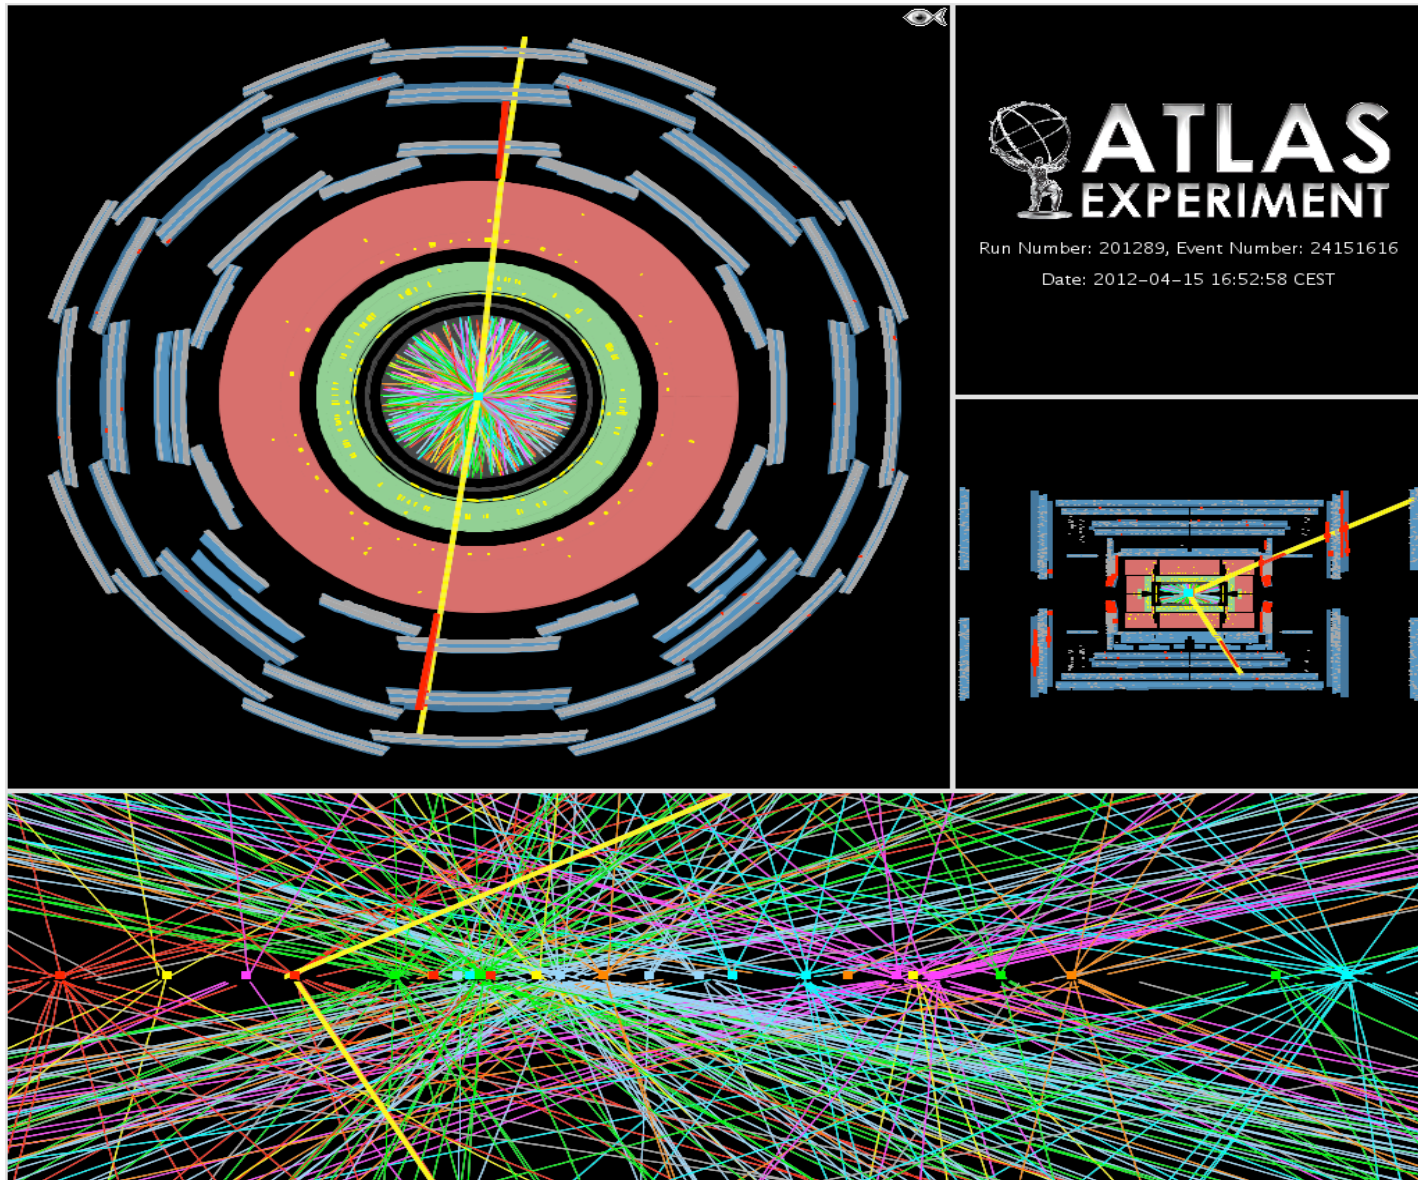 ATLAS
EXPERIMENT
Run Number: 201289, Event Number: 24151616
Date: 2012-04-15 16:52:58 CEST